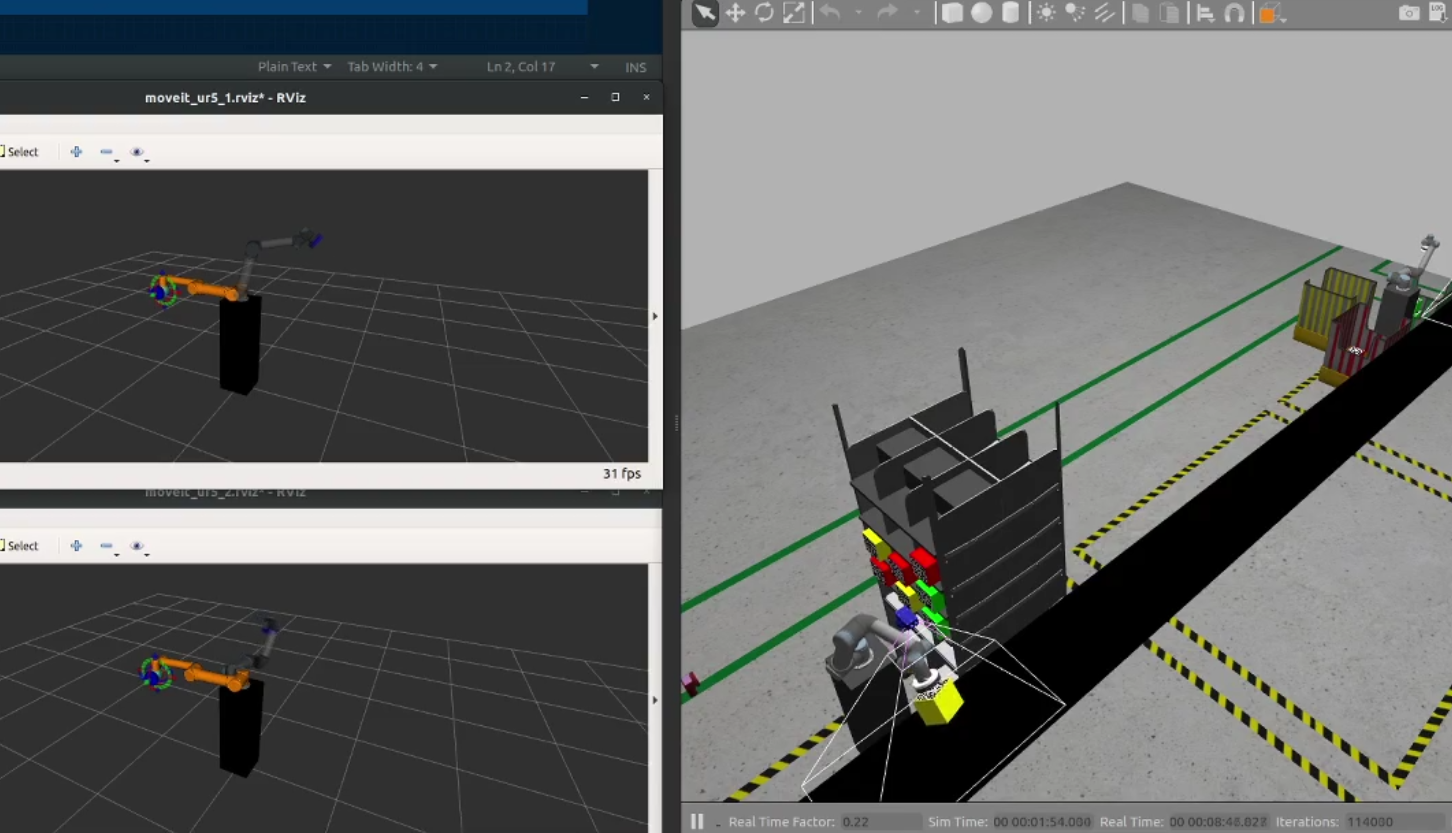 Plain Text Tab Width: 4 Ln 2, Col 17 INS
moveit_ur5_1.rviz* - RViz
Select
31 fps
moveit_ur5_2.rviz* - RViz
Select
LOG
Real Time Factor: 0.22 Sim Time: 00 00:01:54.000 Real Time: 00 00:08:48.028 Iterations: 114000